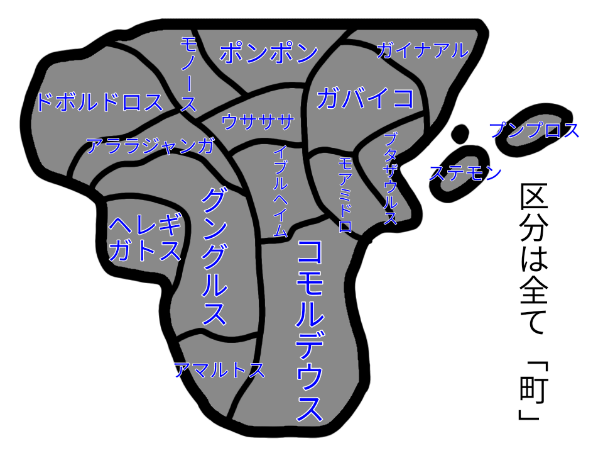 モノース
ポンポン
ガイナアル
ドボルドロス
ガバイコ
ウササササ
プンプロス
アララジャンガ
イブルヘイム
モアミドロ
ブタザウルス
ステモン
ヘレギ
ガトス
グングルス
コモルデウス
アマルトス
区分は全て「町」